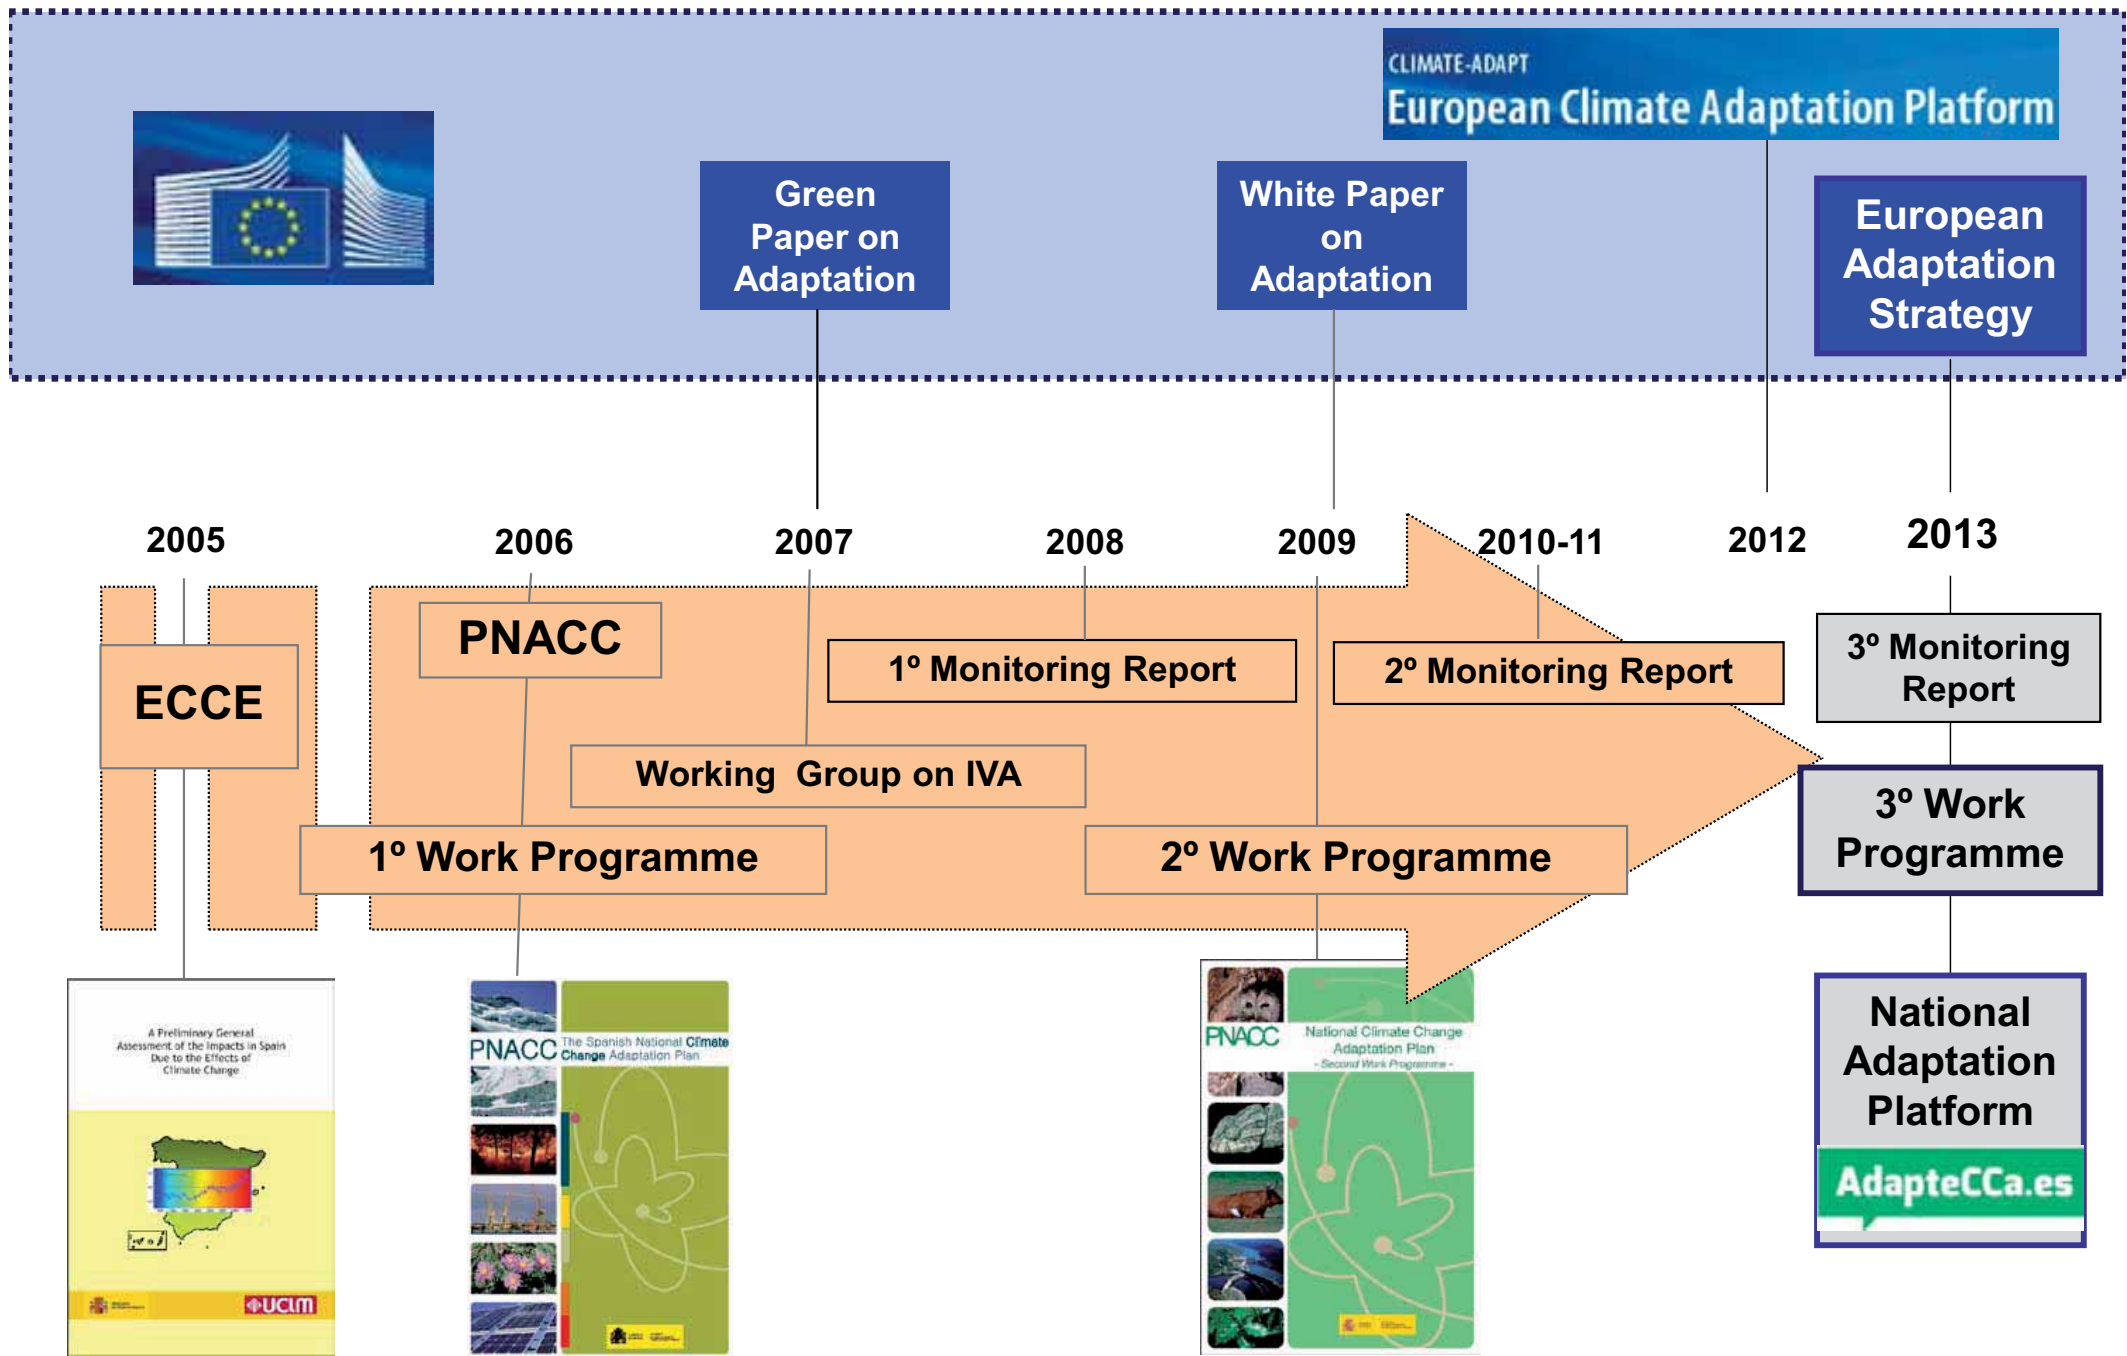 CLIMATE-ADAPT
European Climate Adaptation Platform
Green
Paper on
Adaptation
White Paper
on
Adaptation
European
Adaptation
Strategy
2005
2006
2007
2008
2009
2010-11
2012
2013
ECCE
PNACC
1º Monitoring Report
2º Monitoring Report
3º Monitoring
Report
Working Group on IVA
1º Work Programme
2º Work Programme
3º Work
Programme
A Preliminary General
Assessment of the Impacts in Spain
Due to the Effects of
Climate Change
UCLM
PNACC
The Spanish National Climate
Change Adaptation Plan
PNACC
National Climate Change
Adaptation Plan
- Second Work Programme -
National
Adaptation
Platform
AdapteCCa.es